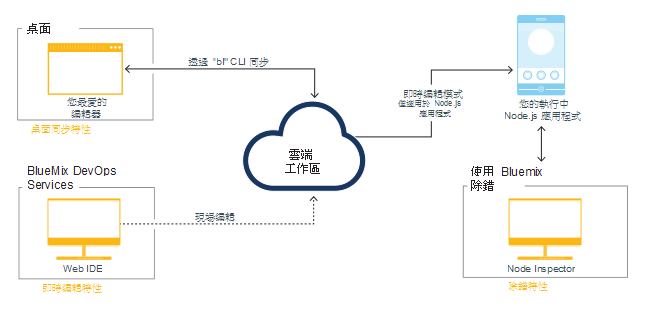 桌面
您最愛的
編輯器
桌面同步特性
透過 "bl" CLI 同步
BlueMix DevOps
Services
Web IDE
即時編輯特性
現場編輯
雲端
工作區
即時編輯模式
僅適用於 Node.js
應用程式
您的執行中
Node.js 應用程式
使用 Bluemix
除錯
Node Inspector
除錯特性